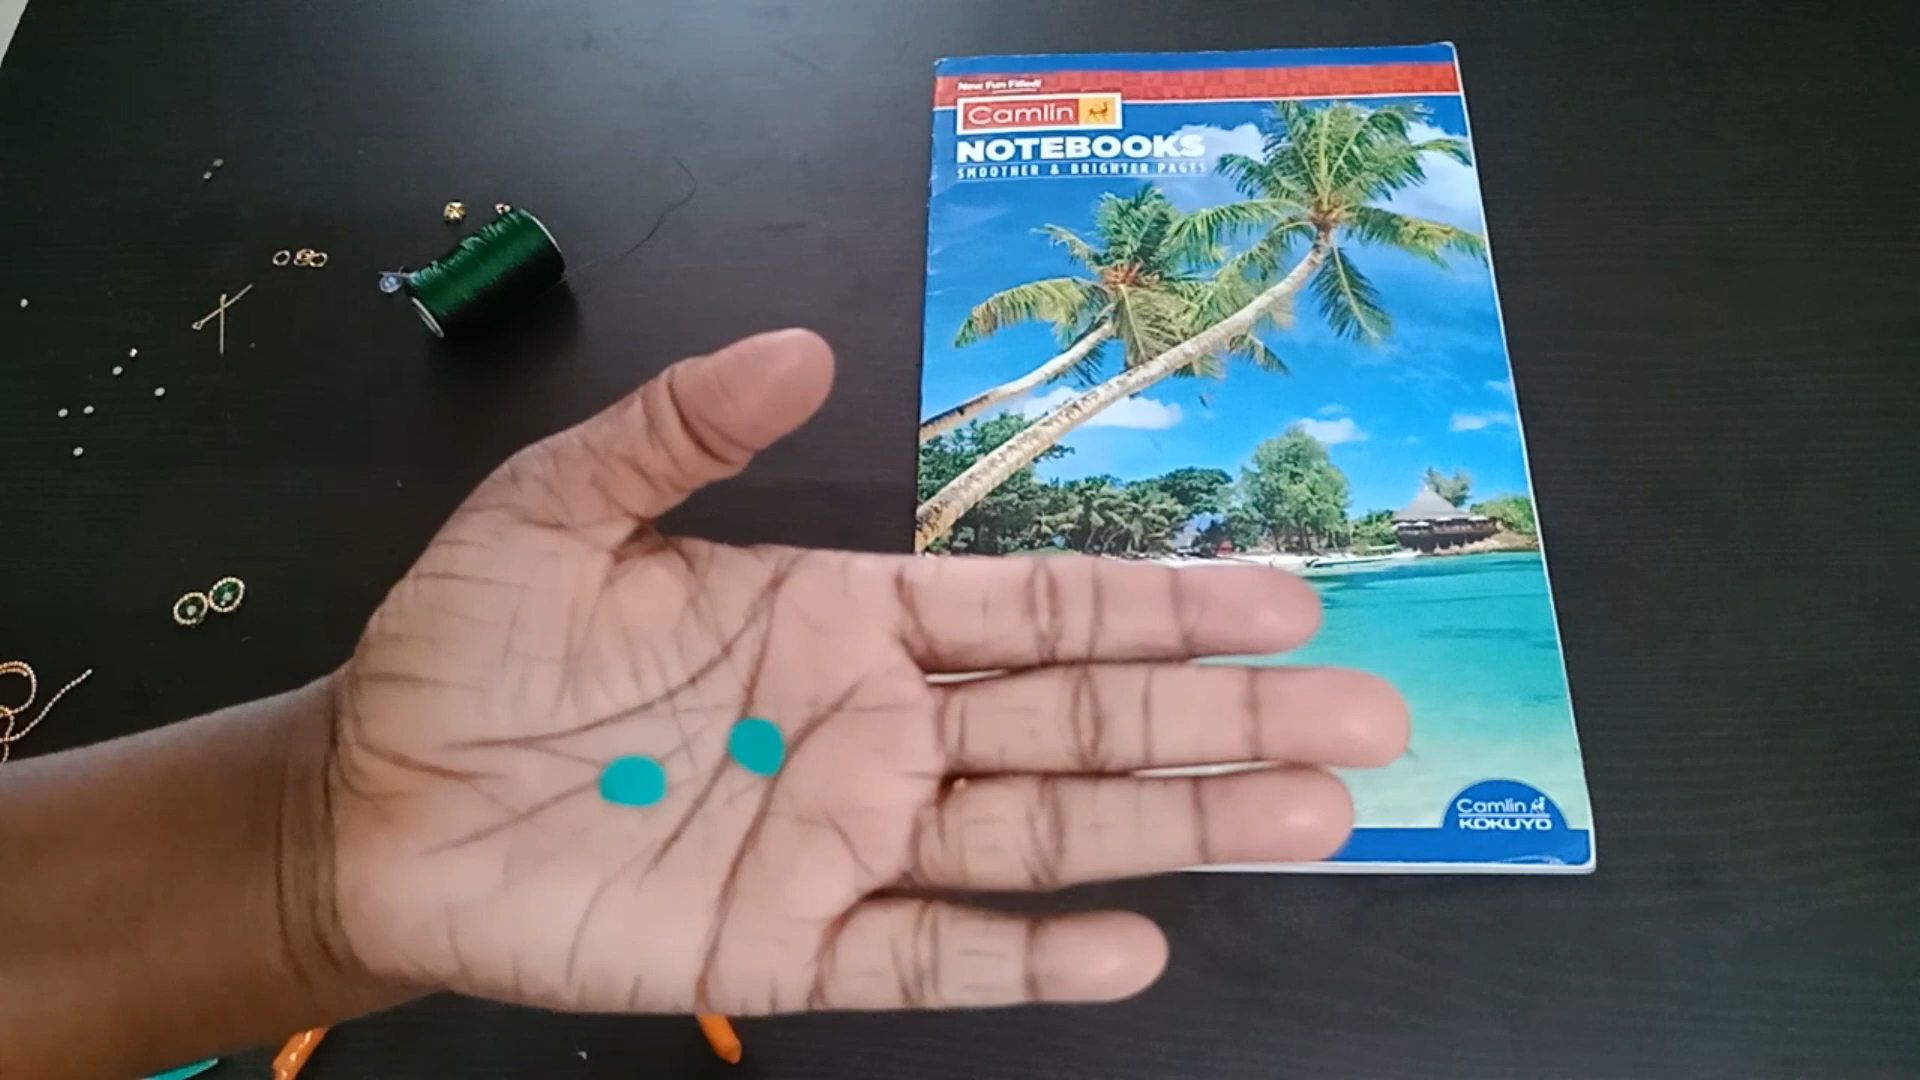 New Fun Filled!
Camlin
NOTEBOOKS
SMOOTHER & BRIGHTER PAGES
Camlin
KOKUYO